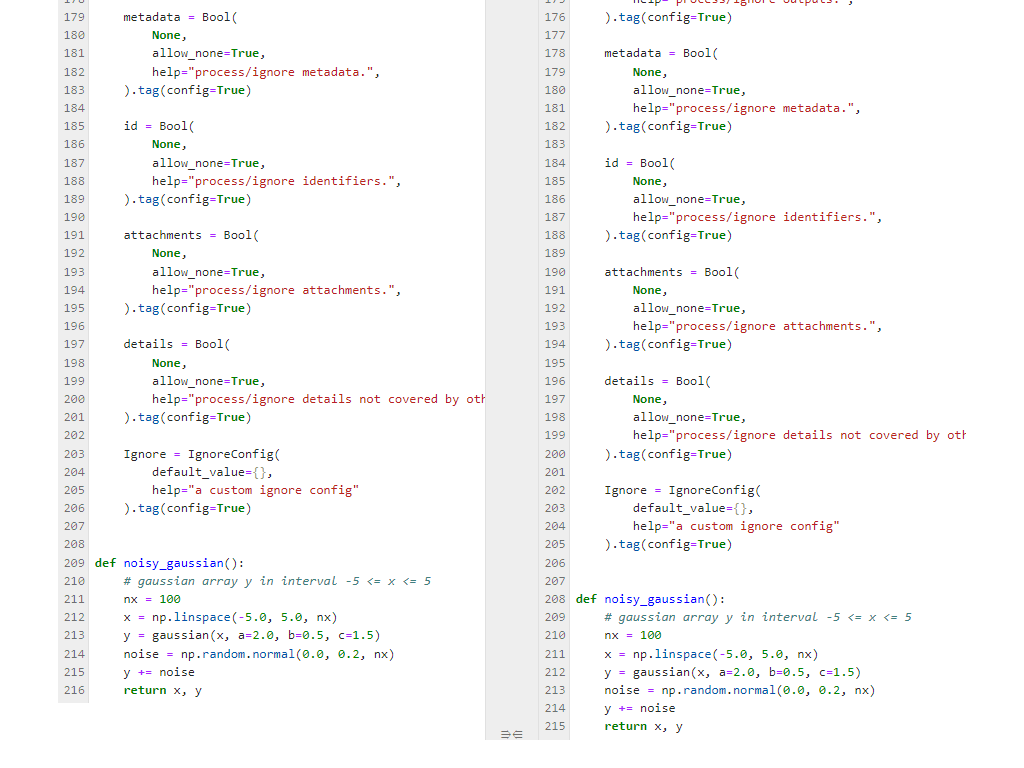 179 metadata = Bool(
180 None,
181 allow_none=True,
182 help="process/ignore metadata.",
183 ).tag(config=True)
184
185 id = Bool(
186 None,
187 allow_none=True,
188 help="process/ignore identifiers.",
189 ).tag(config=True)
190
191 attachments = Bool(
192 None,
193 allow_none=True,
194 help="process/ignore attachments.",
195 ).tag(config=True)
196
197 details = Bool(
198 None,
199 allow_none=True,
200 help="process/ignore details not covered by oth
201 ).tag(config=True)
202
203 Ignore = IgnoreConfig(
204 default_value={},
205 help="a custom ignore config"
206 ).tag(config=True)
207
208
209 def noisy_gaussian():
210 # gaussian array y in interval -5 <= x <= 5
211 nx = 100
212 x = np.linspace(-5.0, 5.0, nx)
213 y = gaussian(x, a=2.0, b=0.5, c=1.5)
214 noise = np.random.normal(0.0, 0.2, nx)
215 y += noise
216 return x, y
175 help="process/ignore outputs.",
176 ).tag(config=True)
177
178 metadata = Bool(
179 None,
180 allow_none=True,
181 help="process/ignore metadata.",
182 ).tag(config=True)
183
184 id = Bool(
185 None,
186 allow_none=True,
187 help="process/ignore identifiers.",
188 ).tag(config=True)
189
190 attachments = Bool(
191 None,
192 allow_none=True,
193 help="process/ignore attachments.",
194 ).tag(config=True)
195
196 details = Bool(
197 None,
198 allow_none=True,
199 help="process/ignore details not covered by oth
200 ).tag(config=True)
201
202 Ignore = IgnoreConfig(
203 default_value={},
204 help="a custom ignore config"
205 ).tag(config=True)
206
207
208 def noisy_gaussian():
209 # gaussian array y in interval -5 <= x <= 5
210 nx = 100
211 x = np.linspace(-5.0, 5.0, nx)
212 y = gaussian(x, a=2.0, b=0.5, c=1.5)
213 noise = np.random.normal(0.0, 0.2, nx)
214 y += noise
215 return x, y